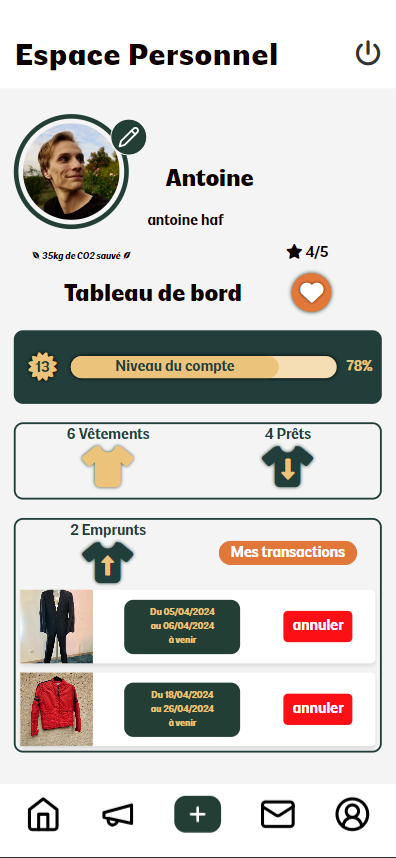 Espace Personnel
Antoine
antoine haf
35kg de CO2 sauvé
4/5
Tableau de bord
13
Niveau du compte
78%
6 Vêtements
4 Prêts
2 Emprunts
Mes transactions
Du 05/04/2024
au 06/04/2024
à venir
annuler
Du 18/04/2024
au 26/04/2024
à venir
annuler